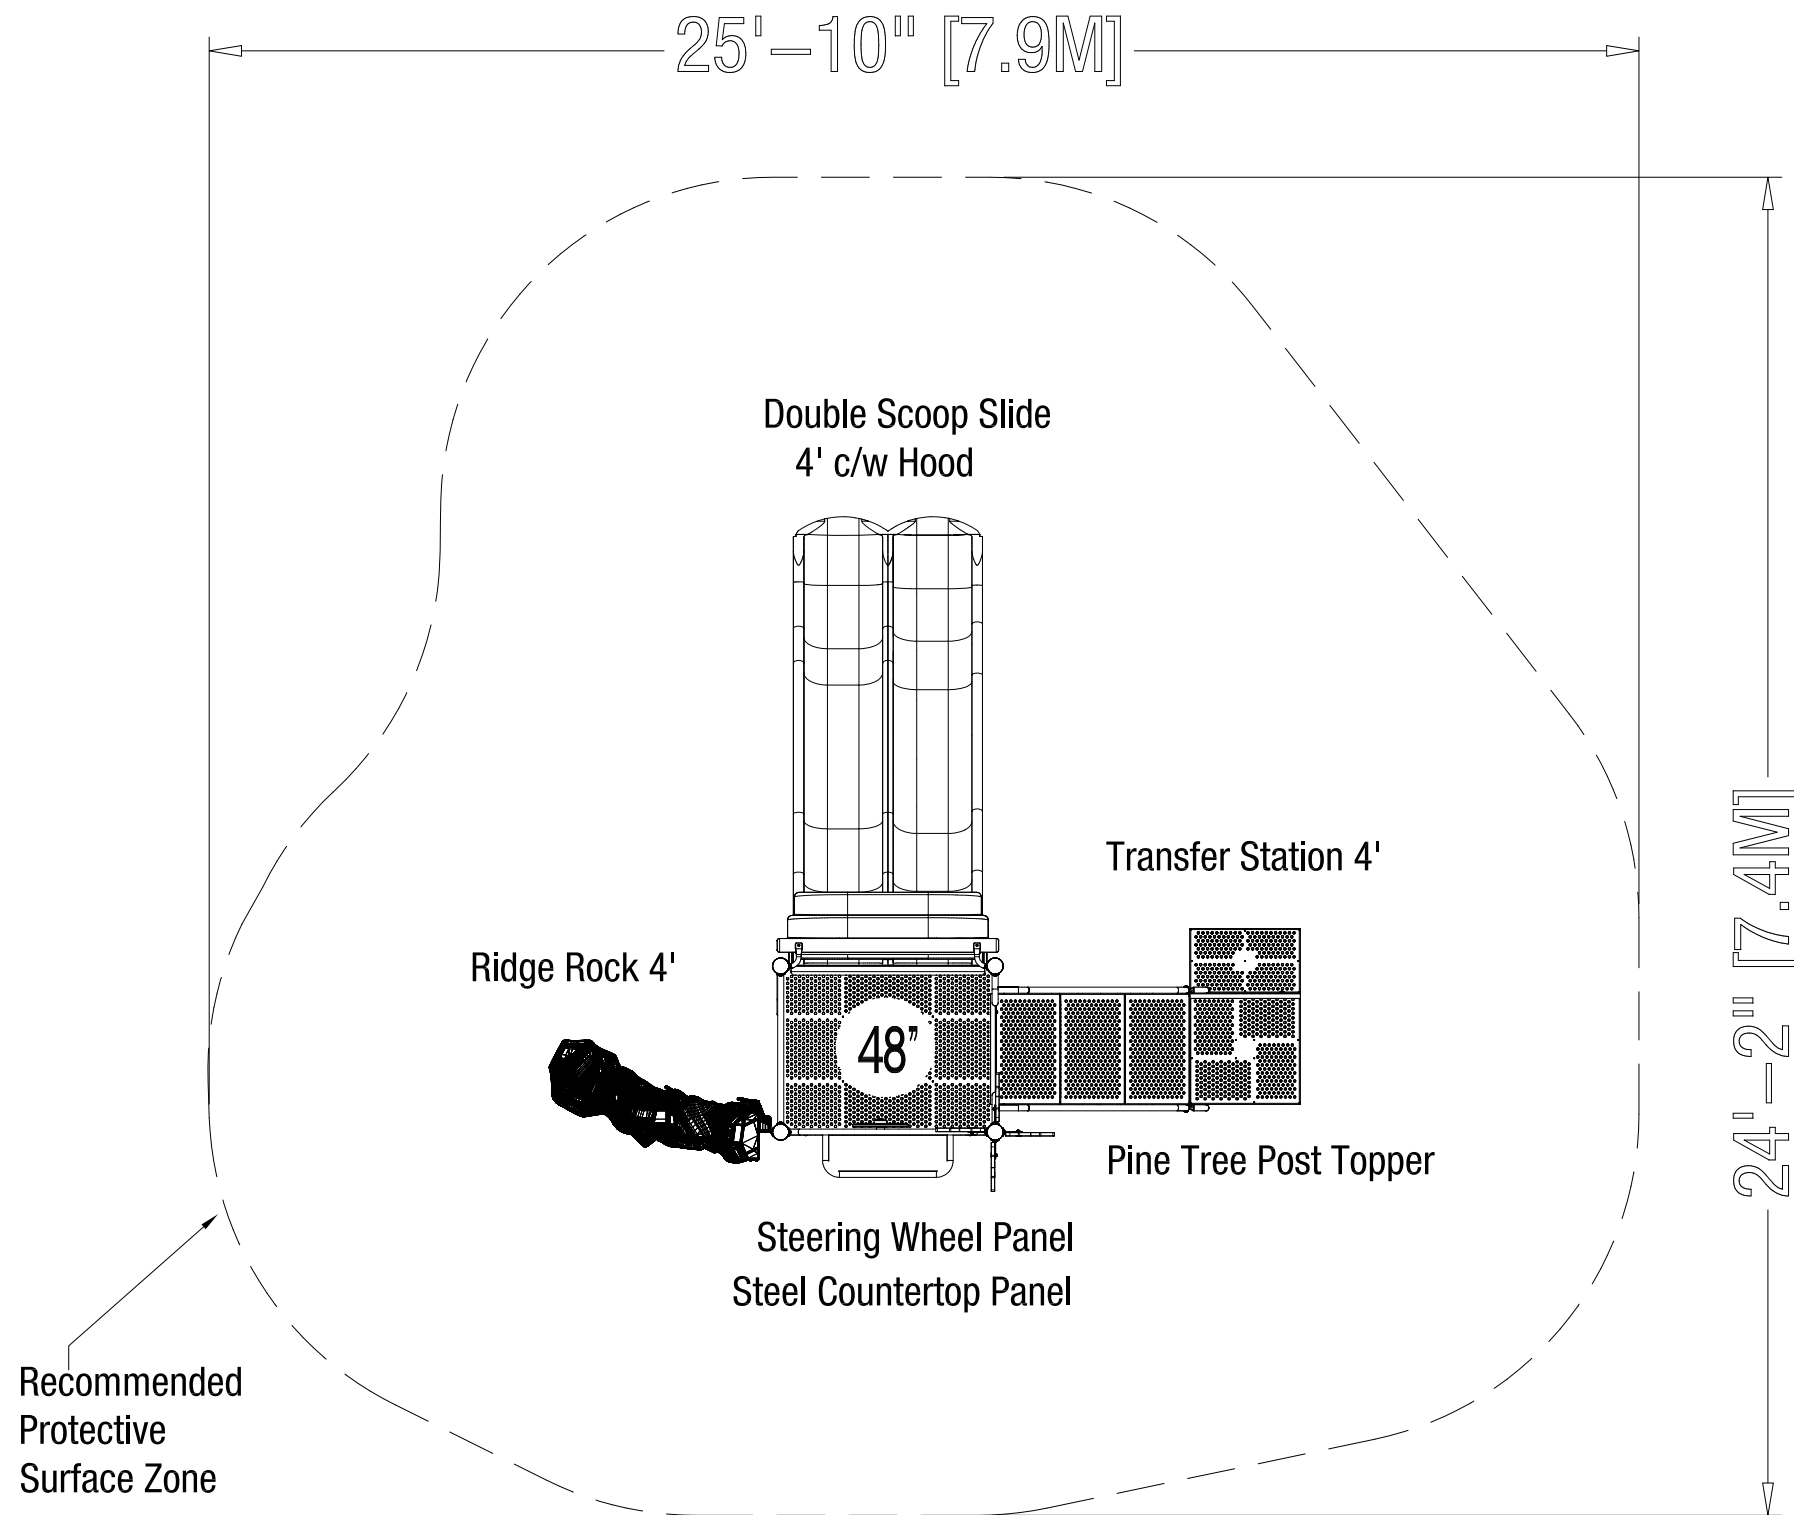 25'–10" [7.9M]
Double Scoop Slide
4' c/w Hood
Transfer Station 4'
24'–2" [7.4M]
Ridge Rock 4'
48"
Pine Tree Post Topper
Steering Wheel Panel
Steel Countertop Panel
Recommended
Protective
Surface Zone